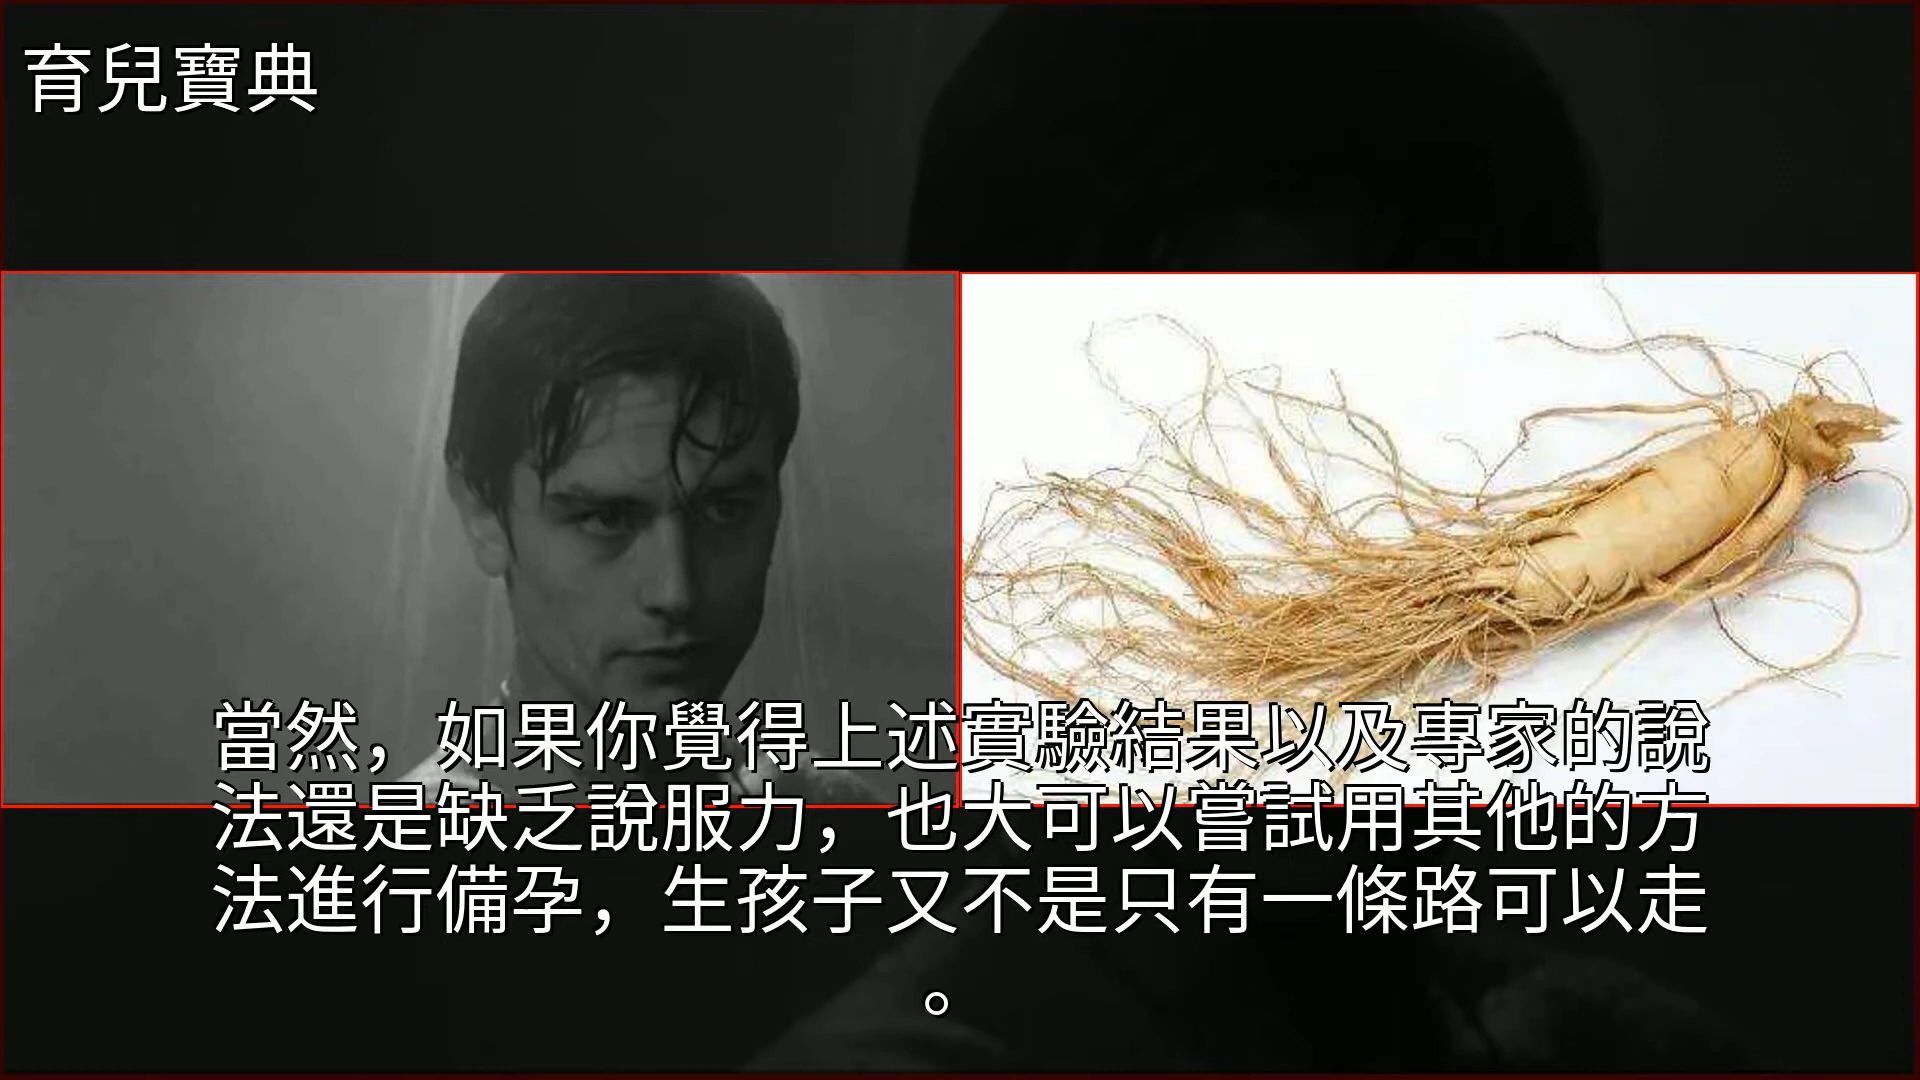 育兒寶典
當然，如果你覺得上述實驗結果以及專家的說
法還是缺乏說服力，也大可以嘗試用其他的方
法進行備孕，生孩子又不是只有一條路可以走
。